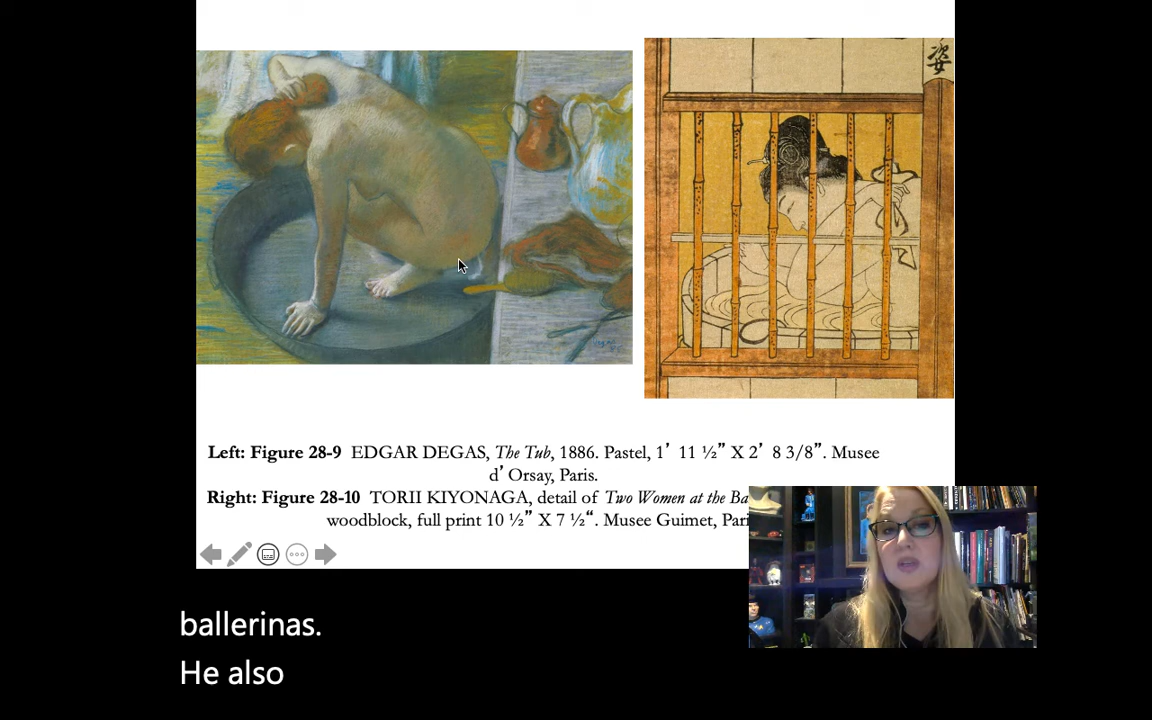 姿
Left: Figure 28-9 EDGAR DEGAS, The Tub, 1886. Pastel, 1’ 11 ½” X 2’ 8 3/8”. Musee
d’ Orsay, Paris.
Right: Figure 28-10 TORII KIYONAGA, detail of Two Women at the Ba
woodblock, full print 10 ½” X 7 ½“. Musee Guimet, Pari
ballerinas.
He also